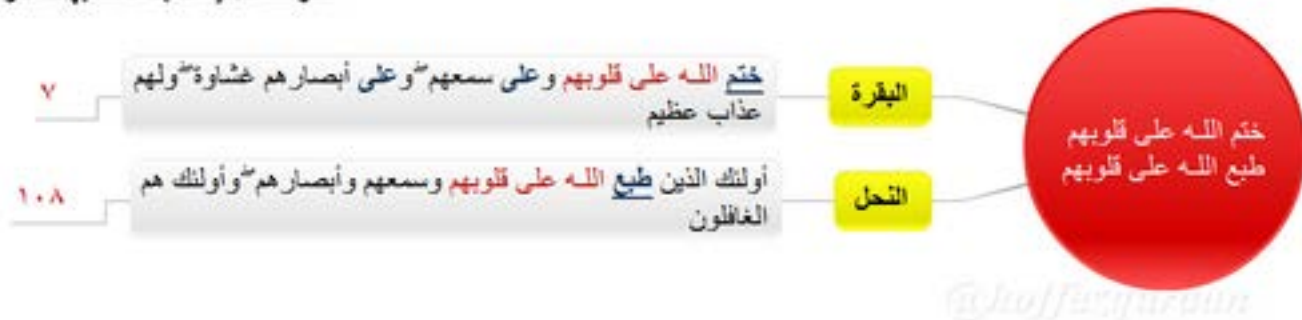 ختم الله على قلوبهم
طبع الله على قلوبهم
البقرة
ختم الله على قلوبهم وعلى سمعهم ۖ وعلى أبصارهم غشاوة ۖ ولهم
عذاب عظيم
٧
النحل
أولئك الذين طبع الله على قلوبهم وسمعهم وأبصارهم ۖ وأولئك هم
الغافلون
١٠٨